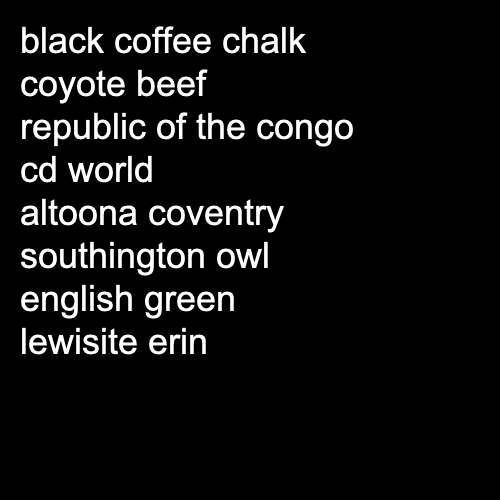 black coffee chalk
coyote beef
republic of the congo
cd world
altoona coventry
southington owl
english green
lewisite erin